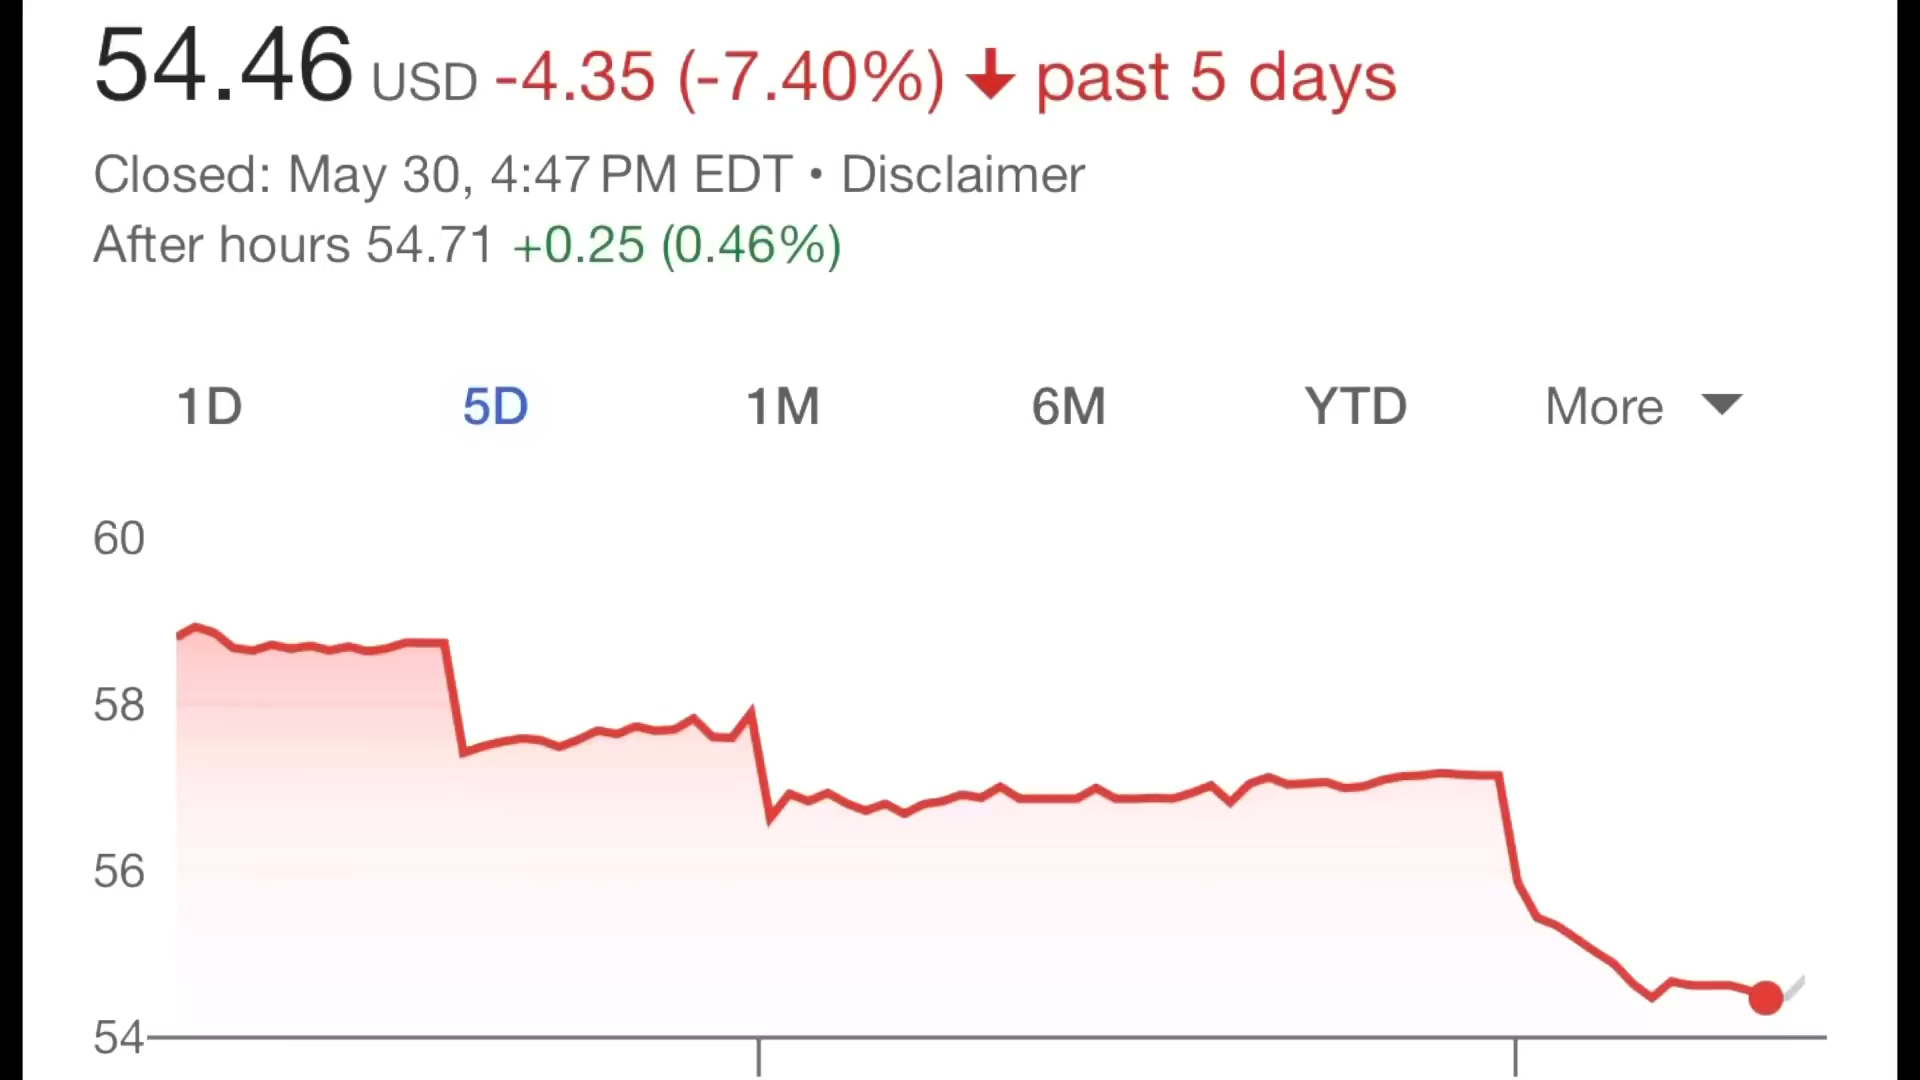 54.46 USD -4.35 (-7.40%) ↓ past 5 days
Closed: May 30, 4:47 PM EDT • Disclaimer
After hours 54.71 +0.25 (0.46%)
1D 5D 1M 6M YTD More
60
58
56
54